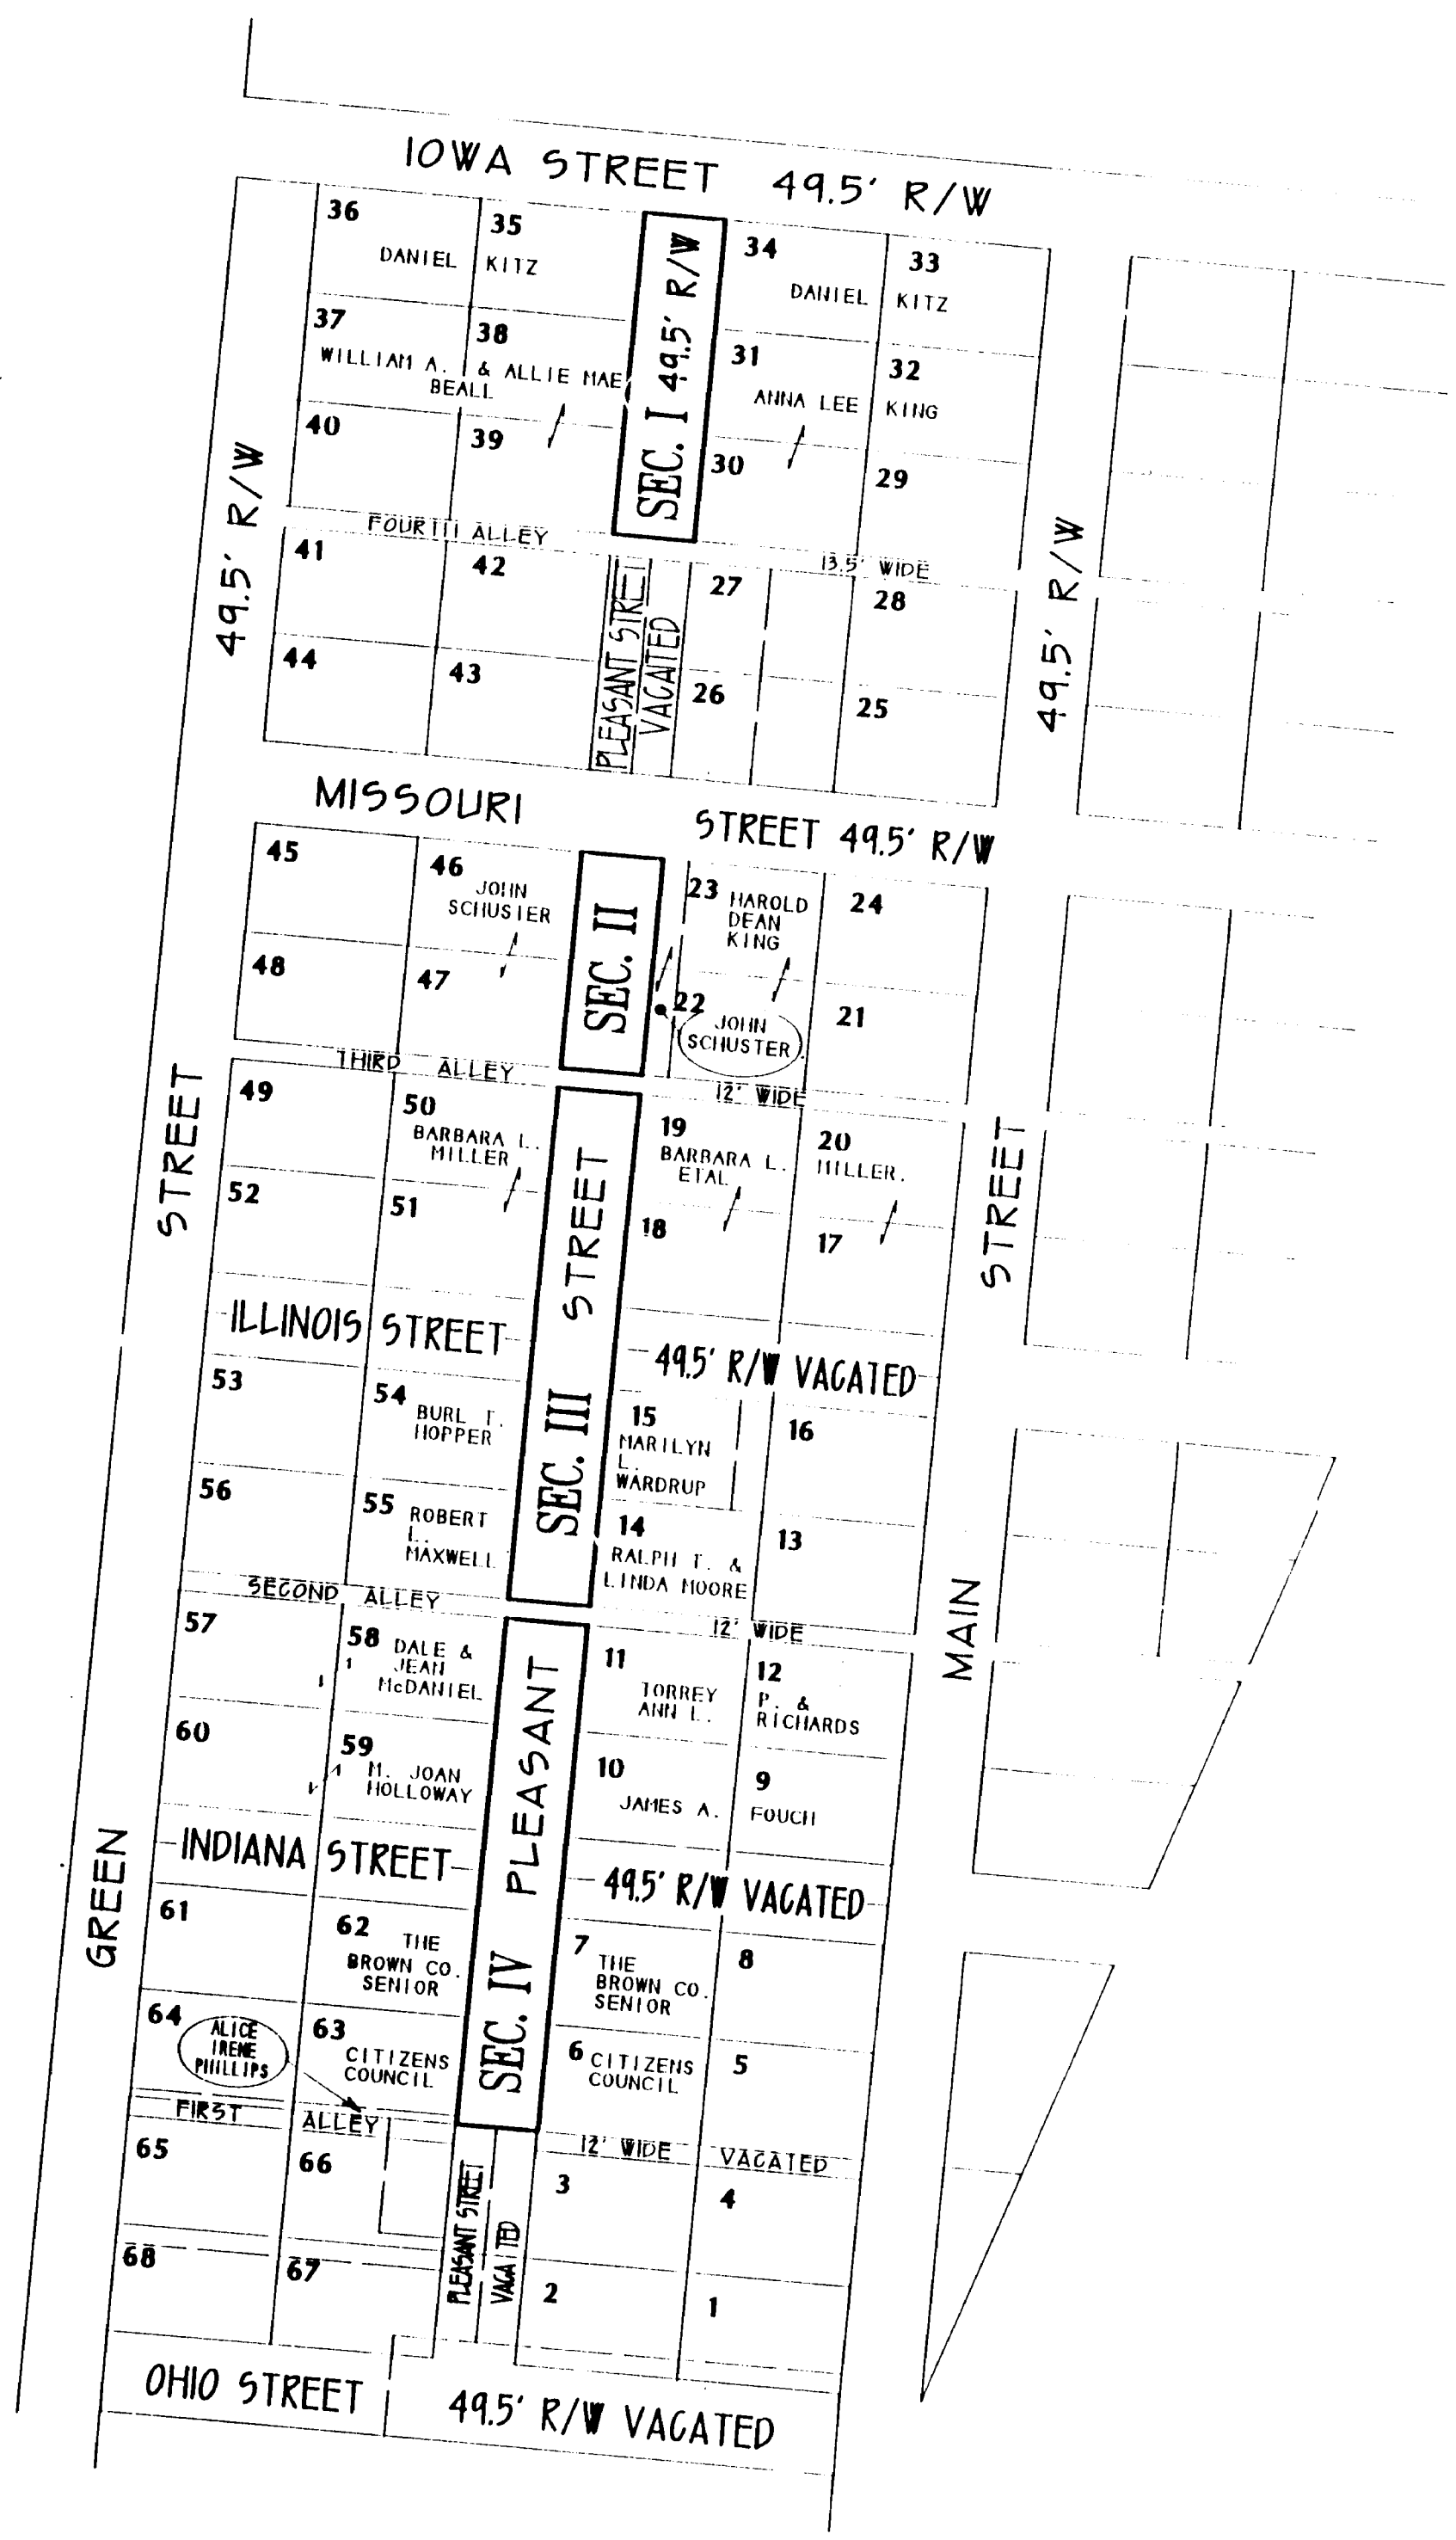 IOWA STREET 49.5' R/W
36
35
34
33
DANIEL KITZ
DANIEL KITZ
SEC. I 49.5' R/W
37
38
31
32
WILLIAM A. & ALLIE MAE
BEALL
ANNA LEE KING
40
39
30
29
49.5' R/W
FOURTH ALLEY
13.5' WIDE
41
42
27
28
PLEASANT STREET
VACATED
49.5' R/W
44
43
26
25
MISSOURI STREET 49.5' R/W
45
46
JOHN
SCHUSTER
SEC. II
23
HAROLD
DEAN
KING
24
48
47
22
JOHN
SCHUSTER
21
THIRD ALLEY
12' WIDE
49
50
BARBARA L.
MILLER
19
BARBARA L.
ETAL
20
MILLER.
STREET
STREET
STREET
52
51
18
17
ILLINOIS STREET
49.5' R/W VACATED
53
54
BURL T.
HOPPER
SEC. III
15
MARILYN
L.
WARDRUP
16
56
55
ROBERT
L.
MAXWELL
14
RALPH T. &
LINDA MOORE
13
SECOND ALLEY
12' WIDE
MAIN
57
58
DALE &
JEAN
McDANIEL
PLEASANT
11
TORREY
ANN L.
12
P. &
RICHARDS
60
59
M. JOAN
HOLLOWAY
10
JAMES A.
9
FOUCH
INDIANA STREET
49.5' R/W VACATED
GREEN
61
62
THE
BROWN CO.
SENIOR
SEC. IV
7
THE
BROWN CO.
SENIOR
8
64
ALICE
IRENE
PHILLIPS
63
CITIZENS
COUNCIL
6
CITIZENS
COUNCIL
5
FIRST ALLEY
12' WIDE VACATED
65
66
PLEASANT STREET
VACATED
3
4
68
67
2
1
OHIO STREET
49.5' R/W VACATED